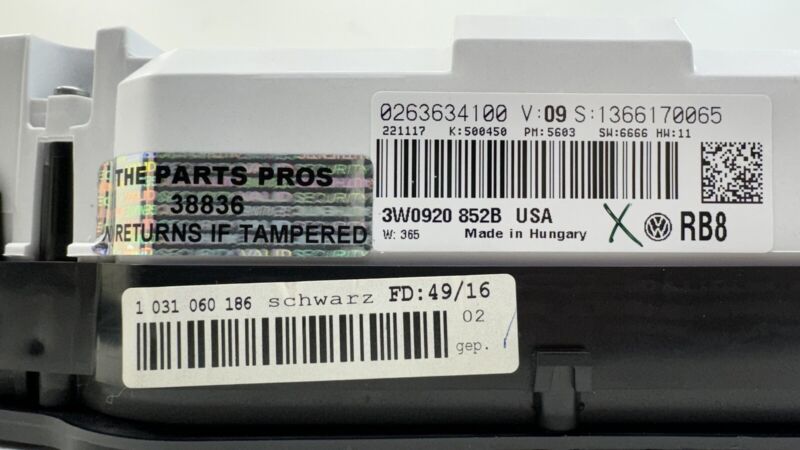 0263634100 V:09 S:1366170065
221117 K:500450 PM:5603 SW:6666 HW:11
3W0920 852B USA
W: 365 Made in Hungary
X
RB8
THE PARTS PROS
38836
RETURNS IF TAMPERED
1 031 060 186 schwarz FD:49/16
02
gep.